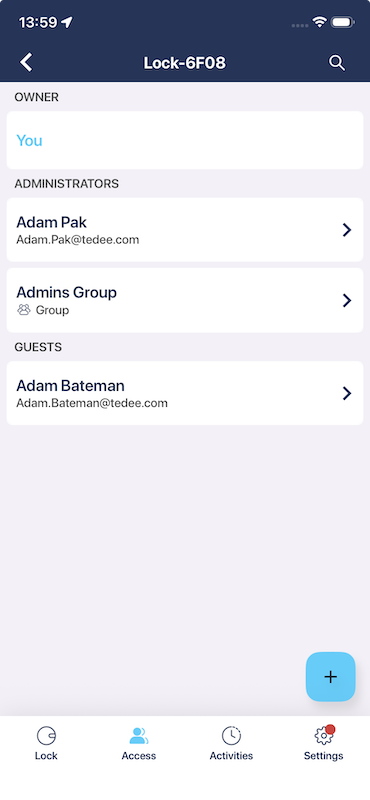 13:59
Lock-6F08
OWNER
You
ADMINISTRATORS
Adam Pak
Adam.Pak@tedee.com
Admins Group
Group
GUESTS
Adam Bateman
Adam.Bateman@tedee.com
+
Lock
Access
Activities
Settings